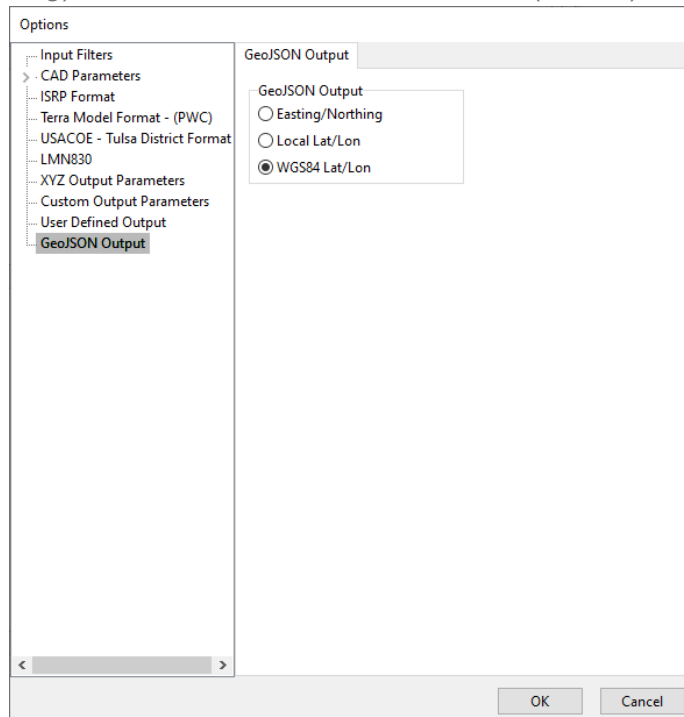 Options
Input Filters
CAD Parameters
ISRP Format
Terra Model Format - (PWC)
USACOE - Tulsa District Format
LMN830
XYZ Output Parameters
Custom Output Parameters
User Defined Output
GeoJSON Output
GeoJSON Output
GeoJSON Output
Easting/Northing
Local Lat/Lon
WGS84 Lat/Lon
OK
Cancel